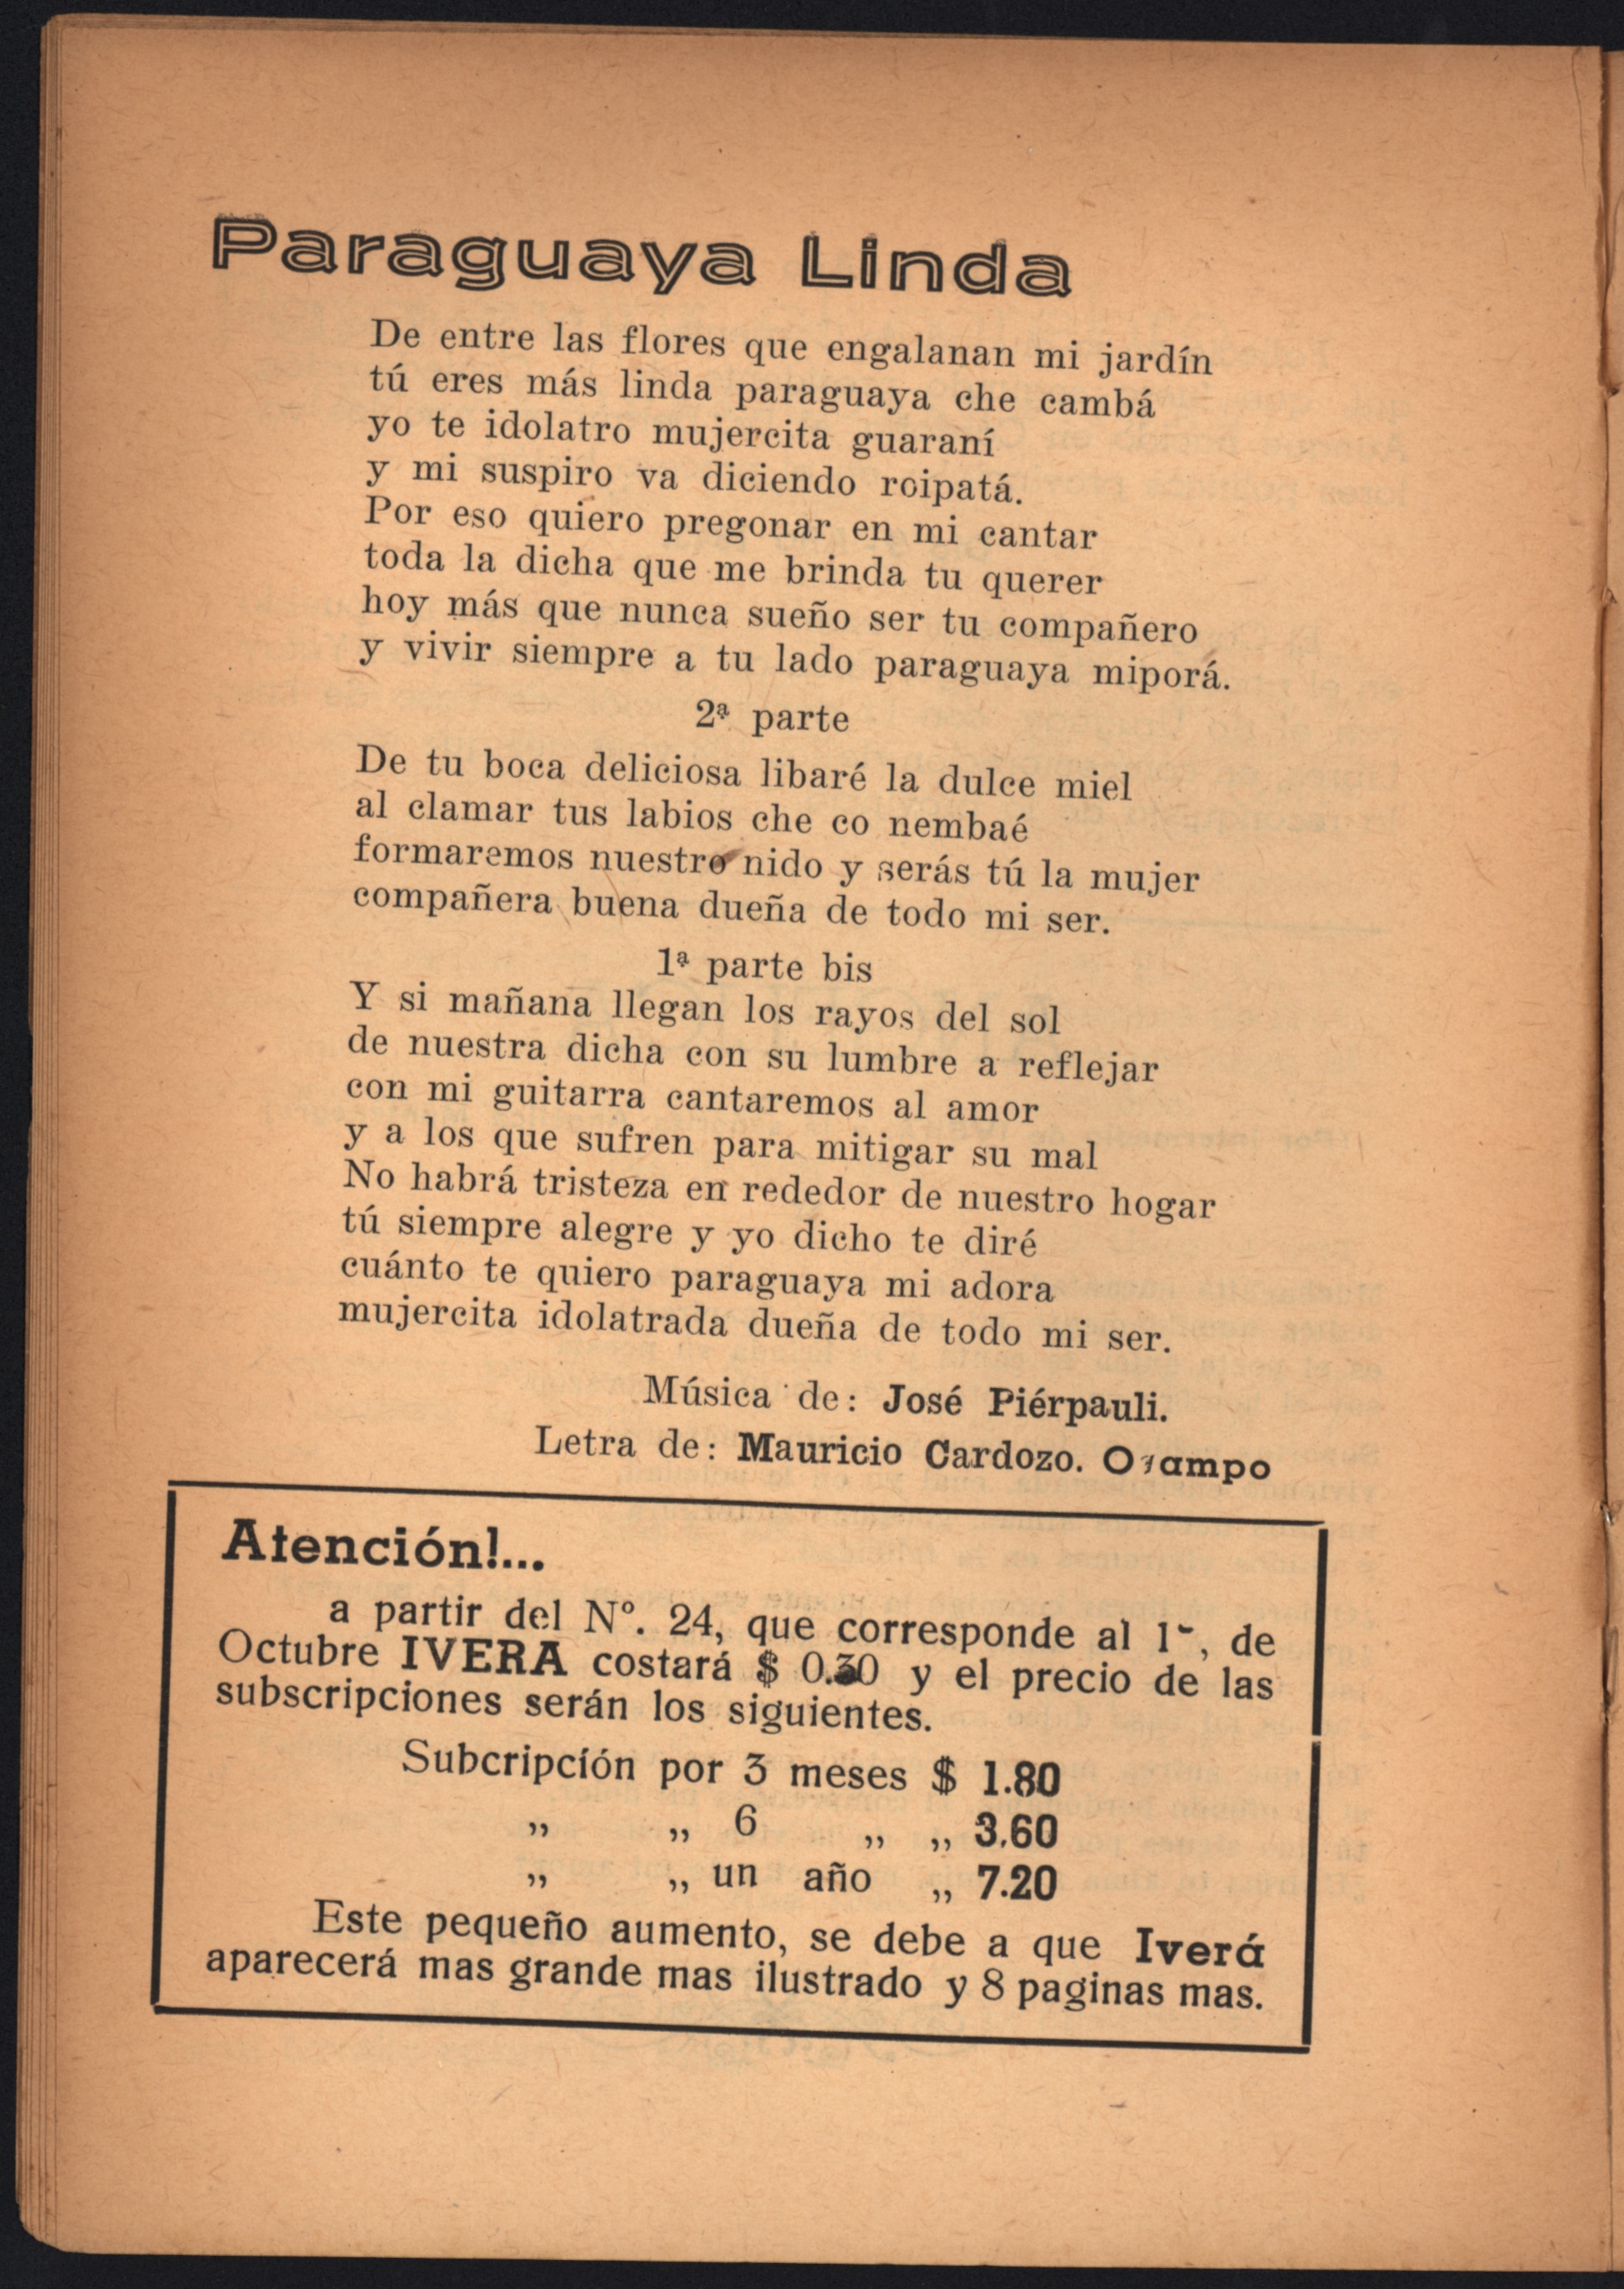 Paraguaya Linda
De entre las flores que engalanan mi jardín
tú eres más linda paraguaya che cambá
yo te idolatro mujercita guaraní
y mi suspiro va diciendo roipatá.
Por eso quiero pregonar en mi cantar
toda la dicha que me brinda tu querer
hoy más que nunca sueño ser tu compañero
y vivir siempre a tu lado paraguaya miporá.
2ª parte
De tu boca deliciosa libaré la dulce miel
al clamar tus labios che co nembaé
formaremos nuestro nido y serás tú la mujer
compañera buena dueña de todo mi ser.
1ª parte bis
Y si mañana llegan los rayos del sol
de nuestra dicha con su lumbre a reflejar
con mi guitarra cantaremos al amor
y a los que sufren para mitigar su mal
No habrá tristeza en rededor de nuestro hogar
tú siempre alegre y yo dicho te diré
cuánto te quiero paraguaya mi adora
mujercita idolatrada dueña de todo mi ser.
Música de: José Piérpauli.
Letra de: Mauricio Cardozo. Ocampo
Atención!...
a partir del Nº. 24, que corresponde al 1º, de
Octubre IVERA costará $ 0.30 y el precio de las
subscripciones serán los siguientes.
Subcripción por 3 meses $ 1.80
„ „ 6 „ „ 3.60
„ „ un año „ 7.20
Este pequeño aumento, se debe a que Iverá
aparecerá mas grande mas ilustrado y 8 paginas mas.